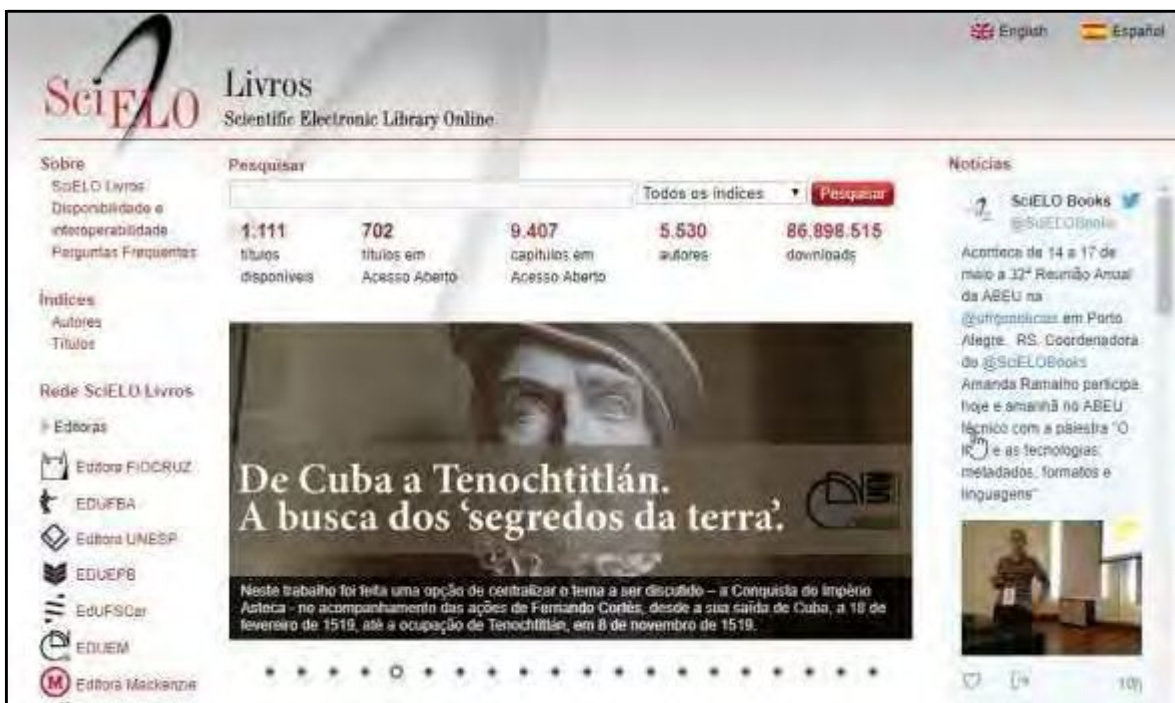 English
Español
SciELO
Livros
Scientific Electronic Library Online
Sobre
SciELO Livros
Disponibilidade e
interoperabilidade
Perguntas Frequentes
Índices
Autores
Títulos
Rede SciELO Livros
Editoras
Editora FIOCRUZ
EDUFBA
Editora UNESP
EDUEPB
EdUFSCar
EDUEM
Editora Mackenzie
Pesquisar
Todos os índices
Pesquisar
1.111
títulos
disponíveis
702
títulos em
Acesso Aberto
9.407
capítulos em
Acesso Aberto
5.530
autores
86.898.515
downloads
De Cuba a Tenochtitlán.
A busca dos ‘segredos da terra’.
Neste trabalho foi feita uma opção de centralizar o tema a ser discutido – a Conquista do Império
Asteca - no acompanhamento das ações de Fernando Cortés, desde a sua saída de Cuba, a 18 de
fevereiro de 1519, até a ocupação de Tenochtitlán, em 8 de novembro de 1519.
Notícias
SciELO Books
@SciELOBooks
Acontece de 14 a 17 de
maio a 32ª Reunião Anual
da ABEU na
em Porto
Alegre, RS. Coordenadora
do @SciELOBooks
Amanda Ramalho participa
hoje e amanhã no ABEU
técnico com a palestra "O
e as tecnologias:
metadados, formatos e
linguagens"
10h